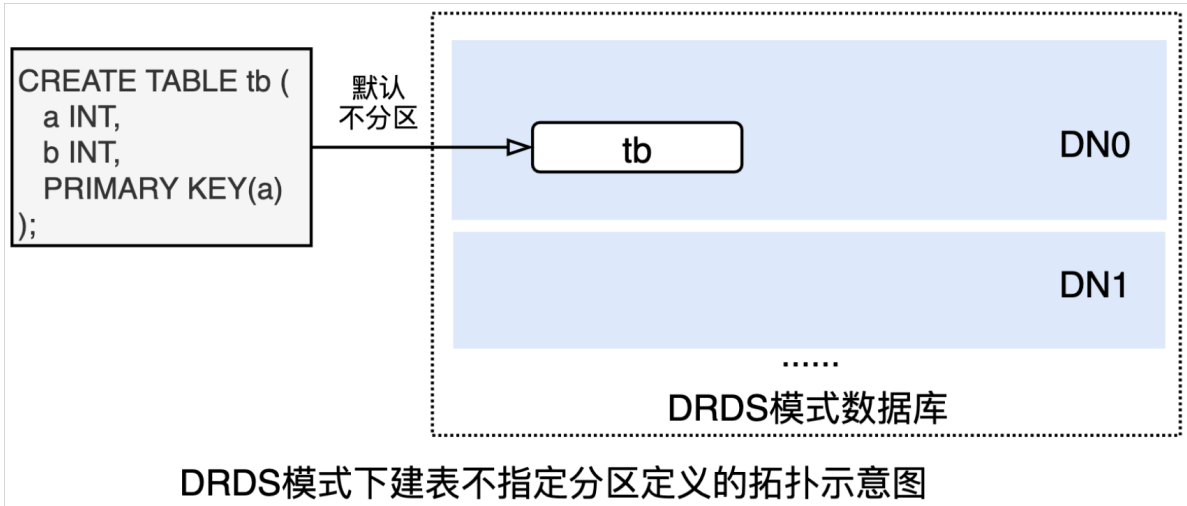 CREATE TABLE tb (
a INT,
b INT,
PRIMARY KEY(a)
);
默认
不分区
tb
DN0
DN1
......
DRDS模式数据库
DRDS模式下建表不指定分区定义的拓扑示意图